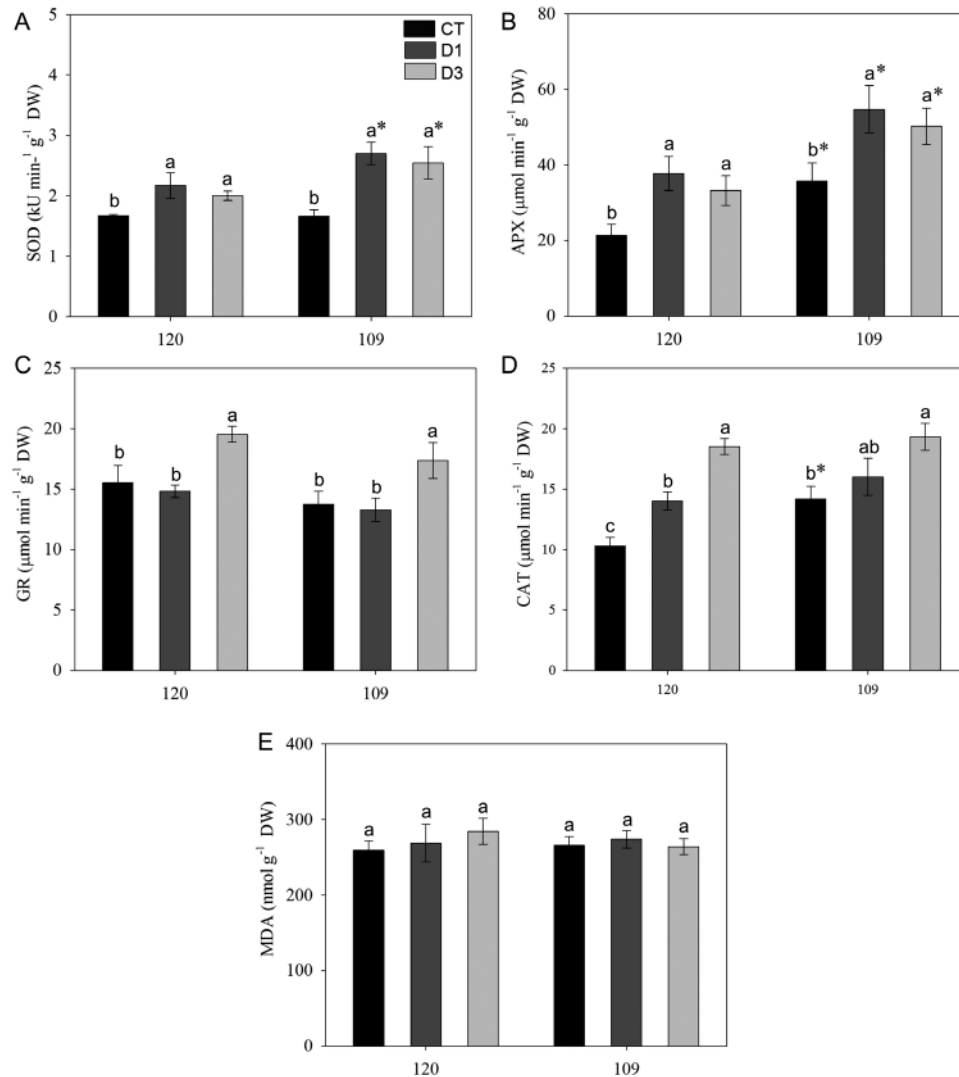 A
5
4
3
2
1
0
SOD (kU min-¹ g⁻¹ DW)
CT
D1
D3
b
a
a
b
a*
a*
120
109
B
80
60
40
20
0
APX (μmol min⁻¹ g⁻¹ DW)
b
a
a
b*
a*
a*
120
109
C
25
20
15
10
5
0
GR (μmol min⁻¹ g⁻¹ DW)
b
b
a
b
b
a
120
109
D
25
20
15
10
5
0
CAT (μmol min⁻¹ g⁻¹ DW)
c
b
a
b*
ab
a
120
109
E
400
300
200
100
0
MDA (nmol g⁻¹ DW)
a
a
a
a
a
a
120
109